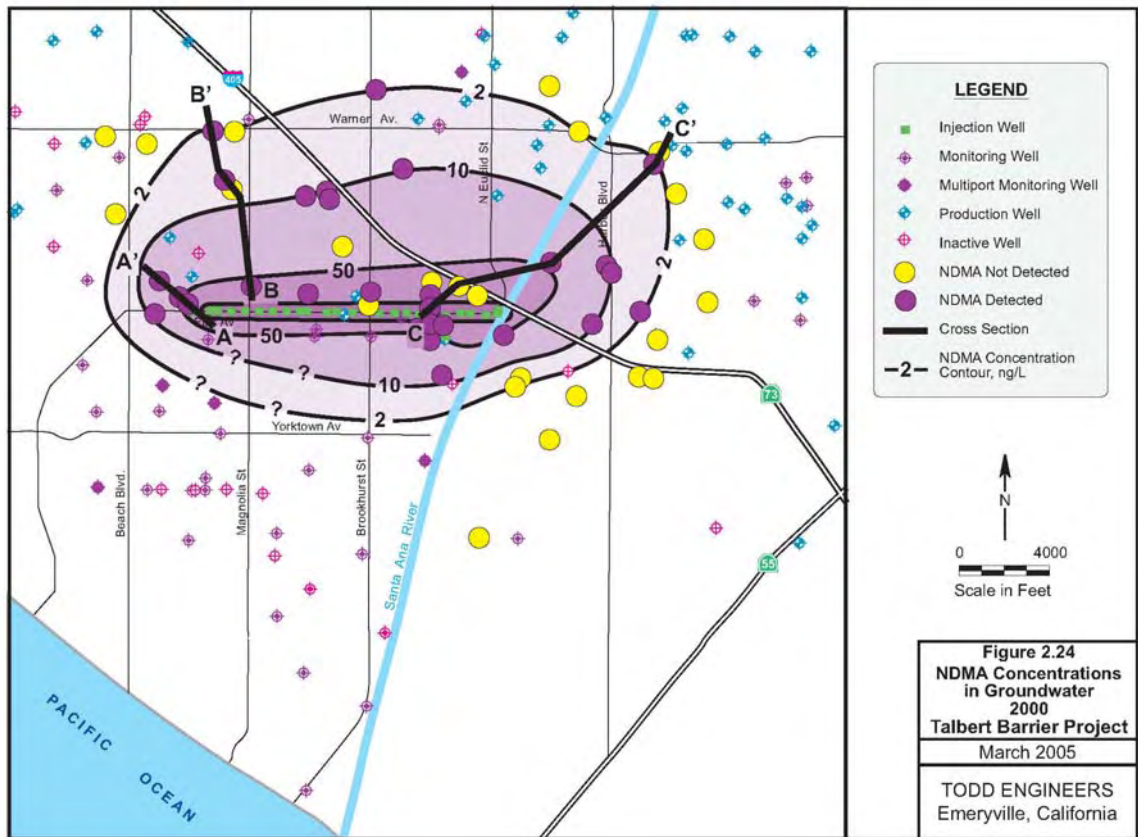 405
B'
2
C'
Warner Av.
N Euclid St
10
2
Blvd
A'
50
2
B
C
Av
A
50
?
?
?
?
10
2
Yorktown Av
73
Beach Blvd.
Magnolia St
Brookhurst St
Santa Ana River
55
PACIFIC
OCEAN
LEGEND
Injection Well
Monitoring Well
Multiport Monitoring Well
Production Well
Inactive Well
NDMA Not Detected
NDMA Detected
Cross Section
–2– NDMA Concentration
Contour, ng/L
N
0 4000
Scale in Feet
Figure 2.24
NDMA Concentrations
in Groundwater
2000
Talbert Barrier Project
March 2005
TODD ENGINEERS
Emeryville, California